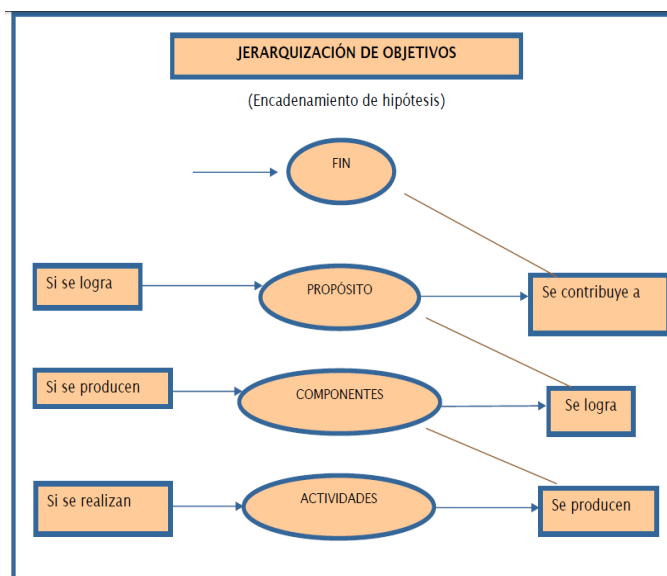 JERARQUIZACIÓN DE OBJETIVOS
(Encadenamiento de hipótesis)
FIN
Si se logra
PROPÓSITO
Se contribuye a
Si se producen
COMPONENTES
Se logra
Si se realizan
ACTIVIDADES
Se producen